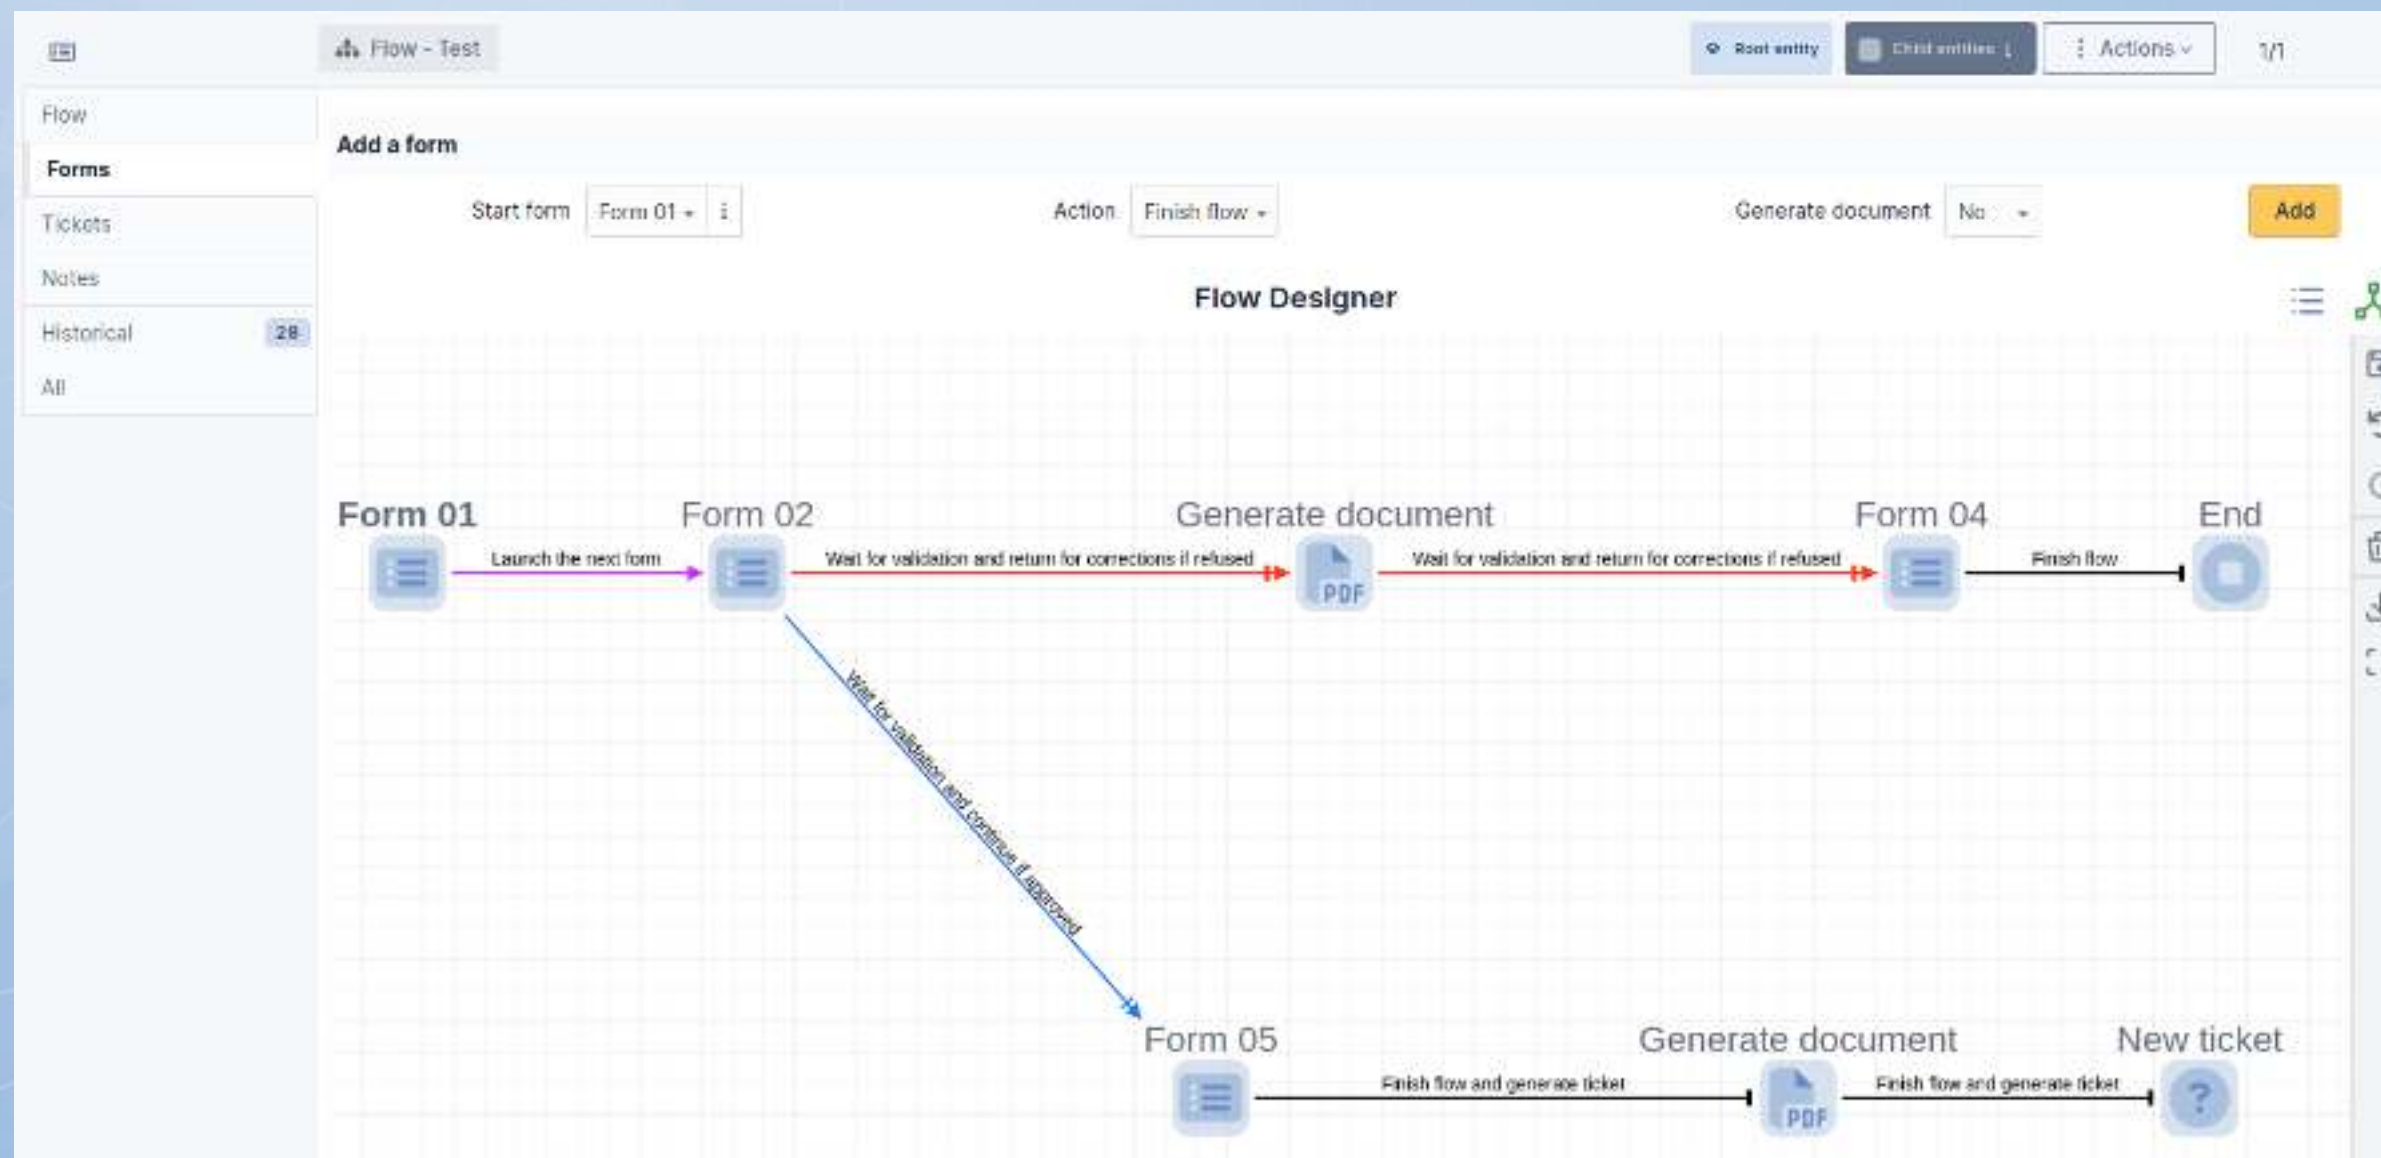 Flow - Test
Root entity
Child entities
Actions
1/1
Flow
Forms
Tickets
Notes
Historical 28
All
Add a form
Start form Form 01
Action Finish flow
Generate document No
Add
Flow Designer
Form 01
Launch the next form
Form 02
Wait for validation and return for corrections if refused
Generate document
PDF
Wait for validation and return for corrections if refused
Form 04
Finish flow
End
Wait for validation and continue if approved
Form 05
Finish flow and generate ticket
Generate document
PDF
Finish flow and generate ticket
New ticket
?